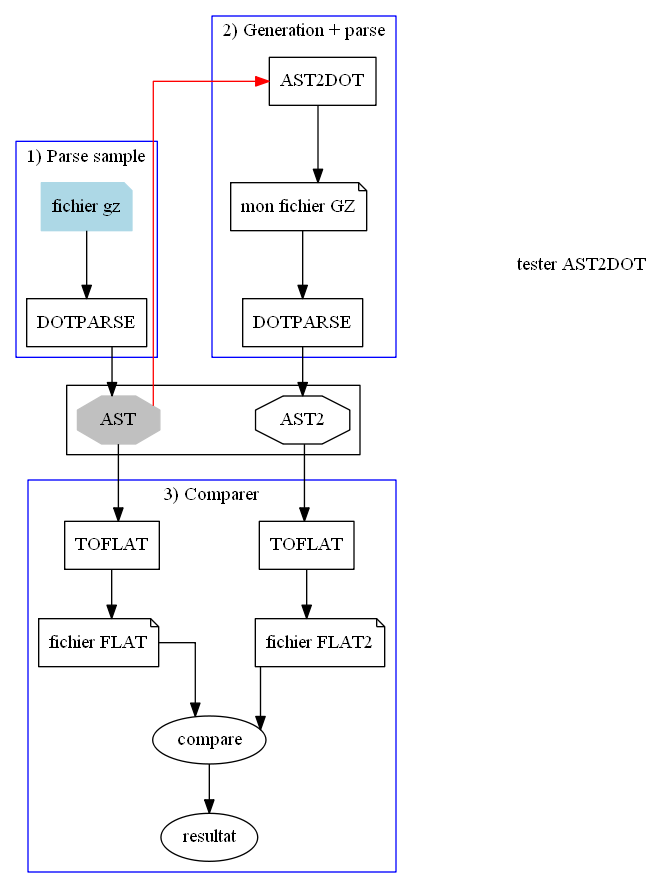 2) Generation + parse
AST2DOT
1) Parse sample
fichier gz
mon fichier GZ
tester AST2DOT
DOTPARSE
DOTPARSE
AST
AST2
3) Comparer
TOFLAT
TOFLAT
fichier FLAT
fichier FLAT2
compare
resultat